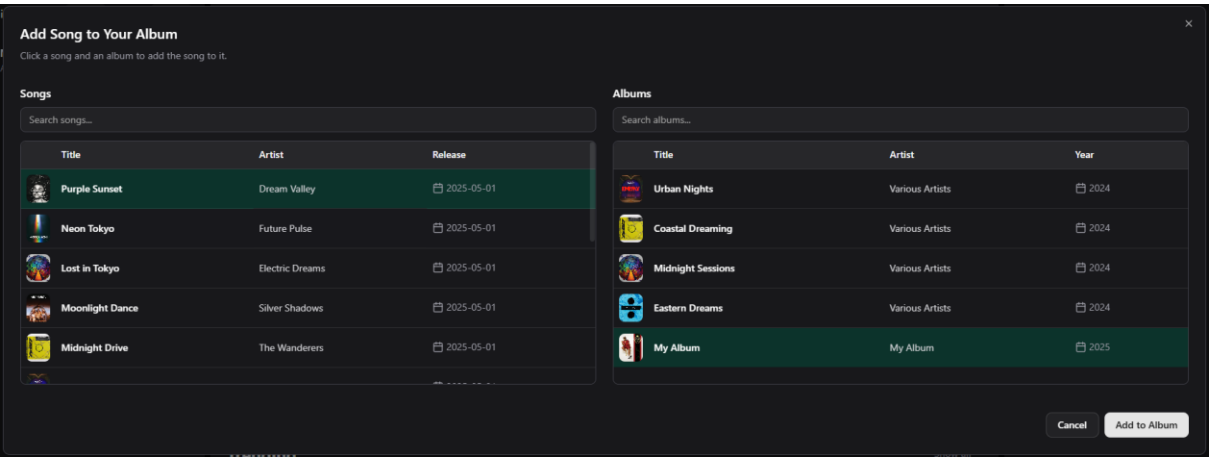 Add Song to Your Album
Click a song and an album to add the song to it.
Songs
Search songs...
Title Artist Release
Purple Sunset Dream Valley 2025-05-01
Neon Tokyo Future Pulse 2025-05-01
Lost in Tokyo Electric Dreams 2025-05-01
Moonlight Dance Silver Shadows 2025-05-01
Midnight Drive The Wanderers 2025-05-01
Albums
Search albums...
Title Artist Year
Urban Nights Various Artists 2024
Coastal Dreaming Various Artists 2024
Midnight Sessions Various Artists 2024
Eastern Dreams Various Artists 2024
My Album My Album 2025
Cancel Add to Album